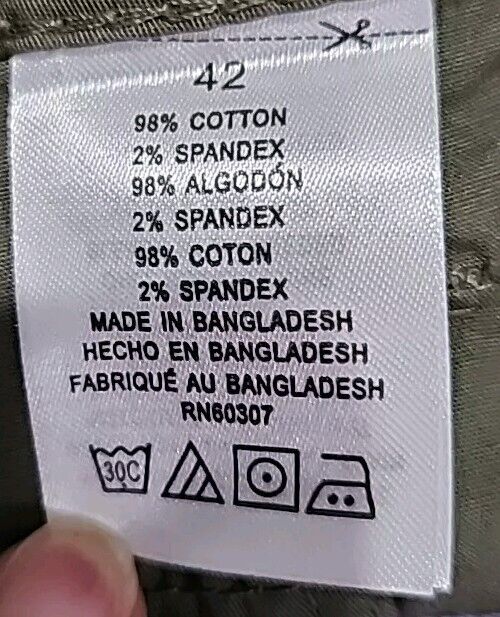 42
98% COTTON
2% SPANDEX
98% ALGODÓN
2% SPANDEX
98% COTON
2% SPANDEX
MADE IN BANGLADESH
HECHO EN BANGLADESH
FABRIQUÉ AU BANGLADESH
RN60307
30C